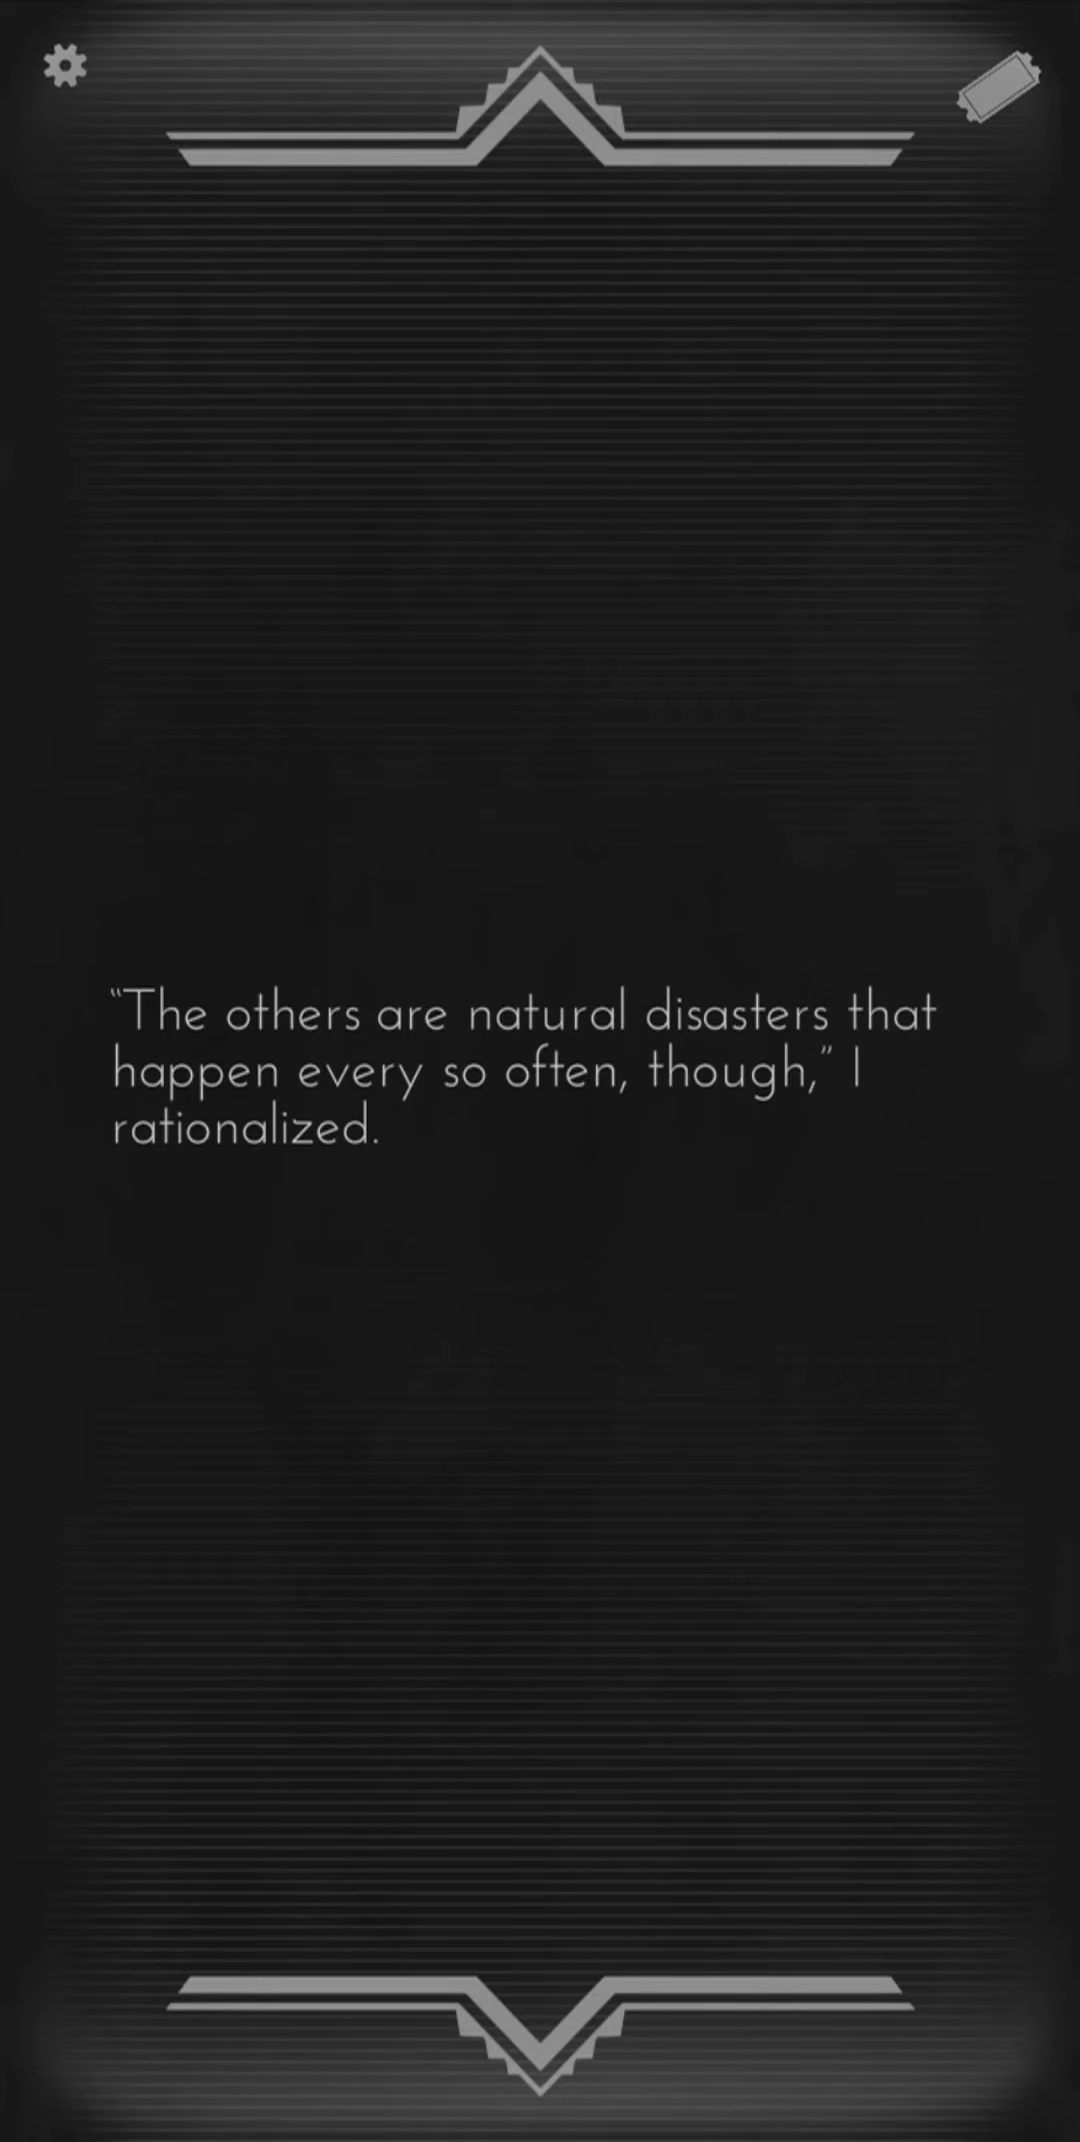 “The others are natural disasters that
happen every so often, though,” I
rationalized.